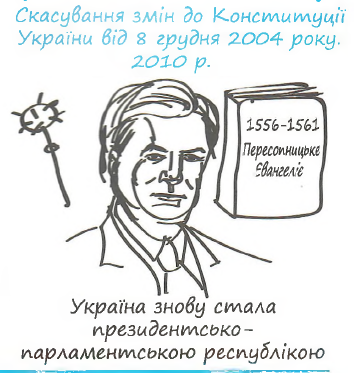 Скасування змін до Конституції
України від 8 грудня 2004 року.
2010 р.
1556-1561
Пересопницьке
Євангеліє
Україна знову стала
президентсько-
парламентською республікою